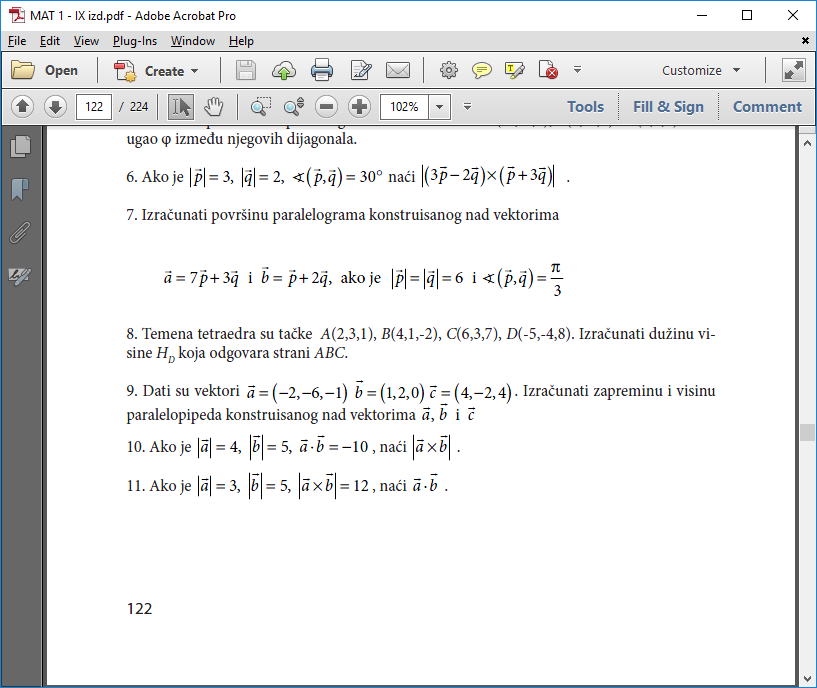 MAT 1 - IX izd.pdf - Adobe Acrobat Pro
File Edit View Plug-Ins Window Help
Open Create Customize
122 / 224 102% Tools Fill & Sign Comment
ugao φ između njegovih dijagonala.
6. Ako je |p⃗| = 3, |q⃗| = 2, ∢(p⃗,q⃗) = 30° naći |(3p⃗ − 2q⃗)×(p⃗ + 3q⃗)| .
7. Izračunati površinu paralelograma konstruisanog nad vektorima
a⃗ = 7p⃗ + 3q⃗ i b⃗ = p⃗ + 2q⃗, ako je |p⃗| = |q⃗| = 6 i ∢(p⃗,q⃗) = π/3
8. Temena tetraedra su tačke A(2,3,1), B(4,1,-2), C(6,3,7), D(-5,-4,8). Izračunati dužinu vi-
sine H_D koja odgovara strani ABC.
9. Dati su vektori a⃗ = (−2,−6,−1) b⃗ = (1,2,0) c⃗ = (4,−2,4). Izračunati zapreminu i visinu
paralelopipeda konstruisanog nad vektorima a⃗, b⃗ i c⃗
10. Ako je |a⃗| = 4, |b⃗| = 5, a⃗·b⃗ = −10 , naći |a⃗×b⃗| .
11. Ako je |a⃗| = 3, |b⃗| = 5, |a⃗×b⃗| = 12 , naći a⃗·b⃗ .
122